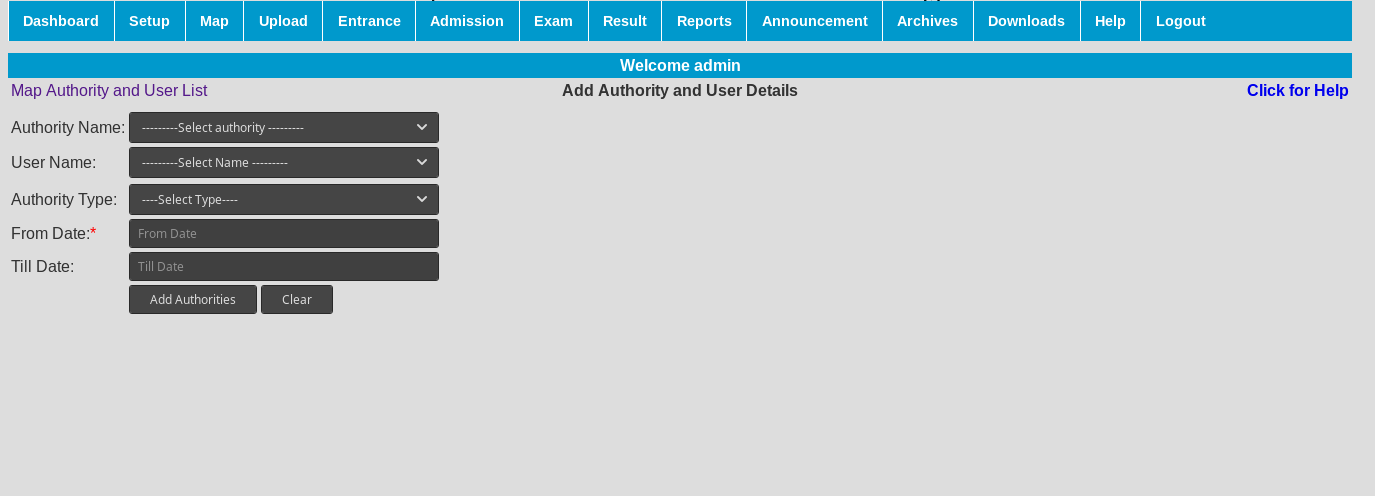 Dashboard Setup Map Upload Entrance Admission Exam Result Reports Announcement Archives Downloads Help Logout
Welcome admin
Map Authority and User List Add Authority and User Details Click for Help
Authority Name: ---------Select authority ---------
User Name: ---------Select Name ---------
Authority Type: ----Select Type----
From Date:* From Date
Till Date: Till Date
Add Authorities Clear